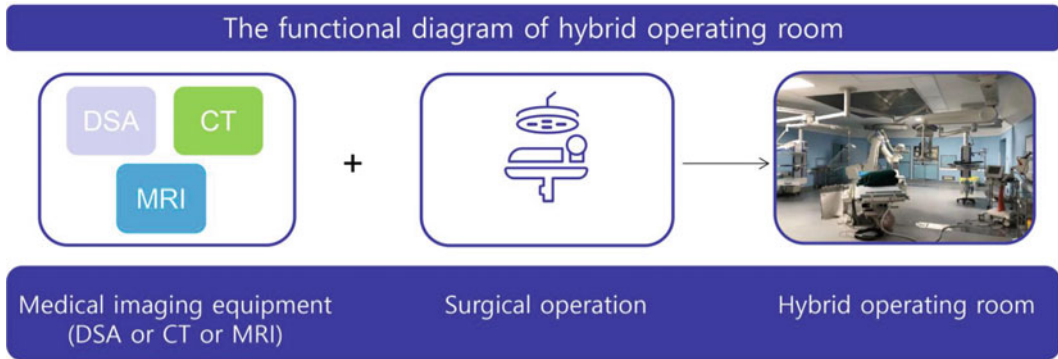 The functional diagram of hybrid operating room
DSA
CT
MRI
+
Medical imaging equipment
(DSA or CT or MRI)
Surgical operation
Hybrid operating room